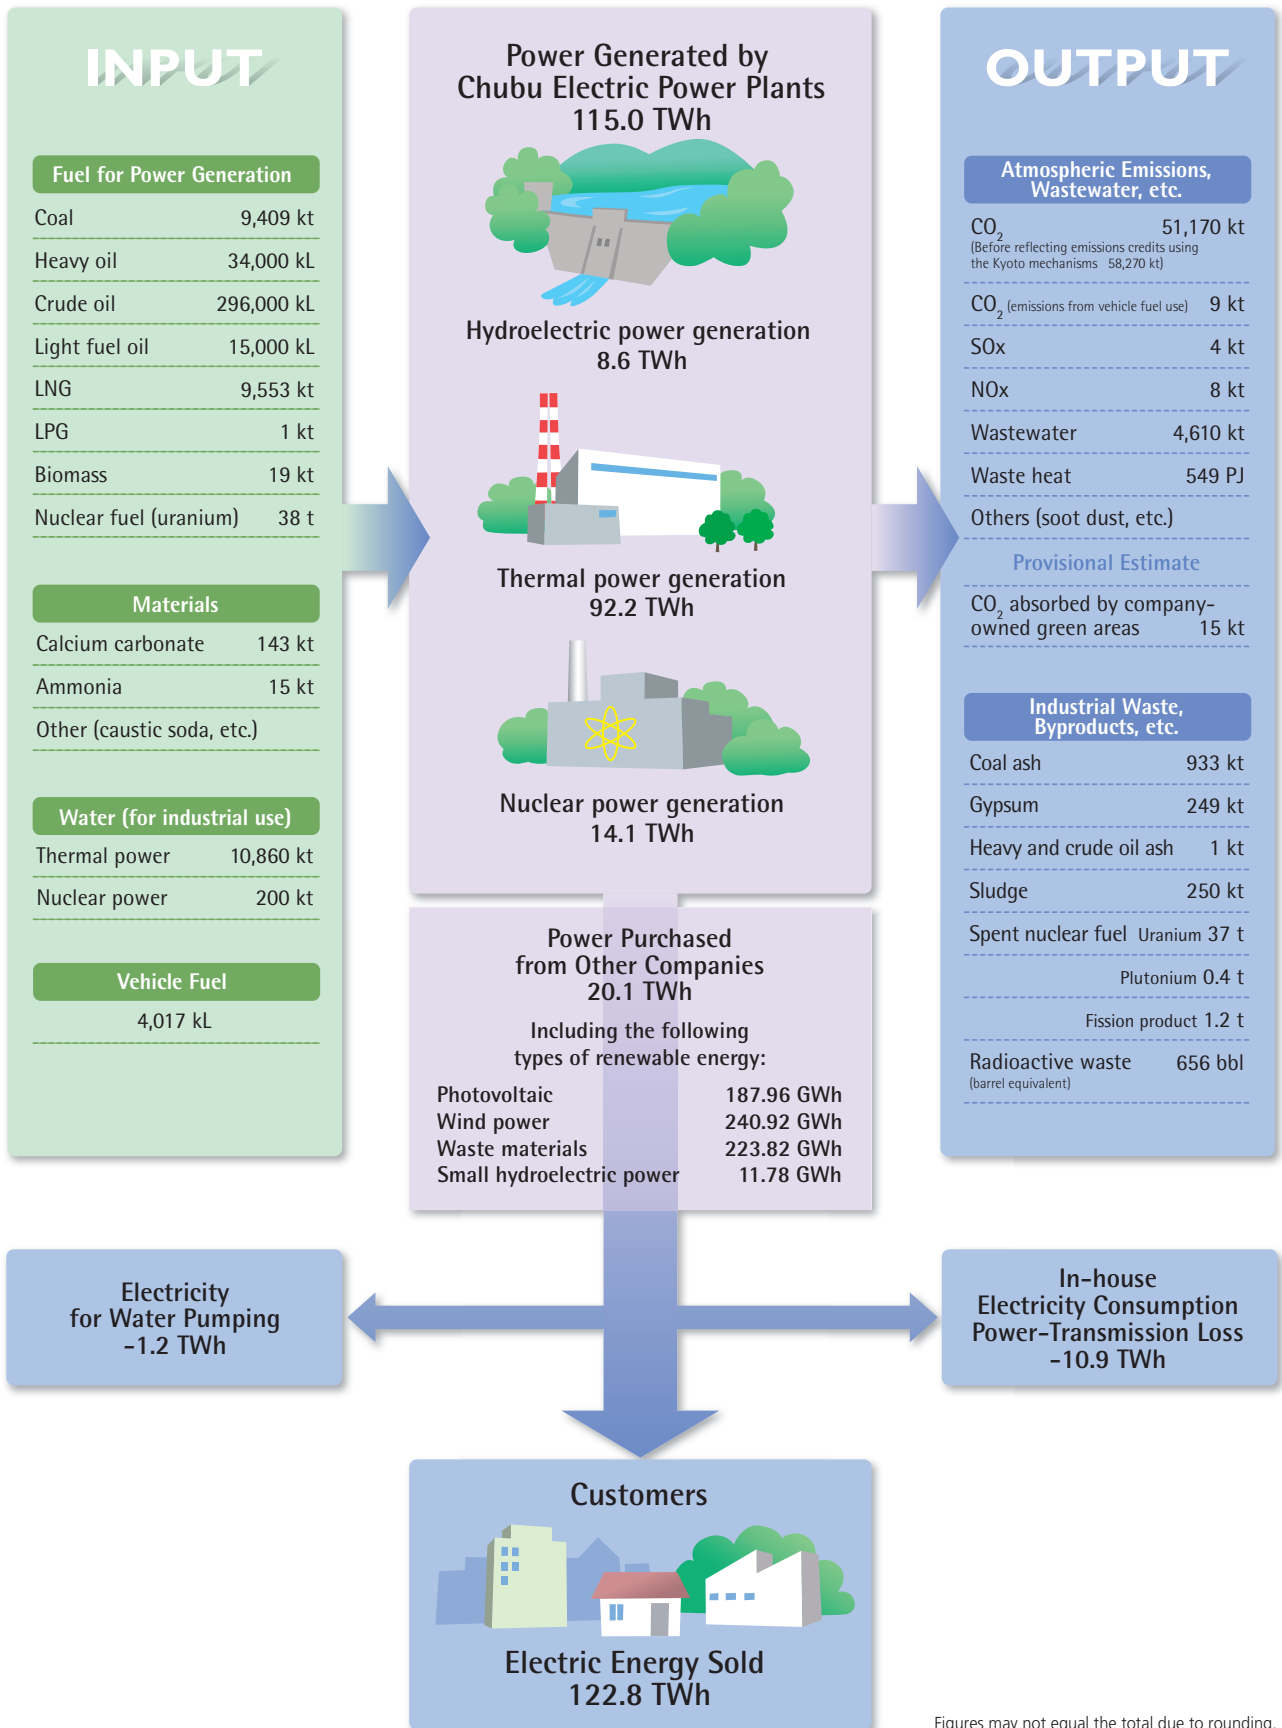 INPUT
Fuel for Power Generation
Coal 9,409 kt
Heavy oil 34,000 kL
Crude oil 296,000 kL
Light fuel oil 15,000 kL
LNG 9,553 kt
LPG 1 kt
Biomass 19 kt
Nuclear fuel (uranium) 38 t
Materials
Calcium carbonate 143 kt
Ammonia 15 kt
Other (caustic soda, etc.)
Water (for industrial use)
Thermal power 10,860 kt
Nuclear power 200 kt
Vehicle Fuel
4,017 kL
Power Generated by
Chubu Electric Power Plants
115.0 TWh
Hydroelectric power generation
8.6 TWh
Thermal power generation
92.2 TWh
Nuclear power generation
14.1 TWh
Power Purchased
from Other Companies
20.1 TWh
Including the following
types of renewable energy:
Photovoltaic 187.96 GWh
Wind power 240.92 GWh
Waste materials 223.82 GWh
Small hydroelectric power 11.78 GWh
OUTPUT
Atmospheric Emissions,
Wastewater, etc.
CO₂ 51,170 kt
(Before reflecting emissions credits using
the Kyoto mechanisms 58,270 kt)
CO₂ (emissions from vehicle fuel use) 9 kt
SOx 4 kt
NOx 8 kt
Wastewater 4,610 kt
Waste heat 549 PJ
Others (soot dust, etc.)
Provisional Estimate
CO₂ absorbed by company-
owned green areas 15 kt
Industrial Waste,
Byproducts, etc.
Coal ash 933 kt
Gypsum 249 kt
Heavy and crude oil ash 1 kt
Sludge 250 kt
Spent nuclear fuel Uranium 37 t
Plutonium 0.4 t
Fission product 1.2 t
Radioactive waste 656 bbl
(barrel equivalent)
Electricity
for Water Pumping
-1.2 TWh
In-house
Electricity Consumption
Power-Transmission Loss
-10.9 TWh
Customers
Electric Energy Sold
122.8 TWh
Figures may not equal the total due to rounding.